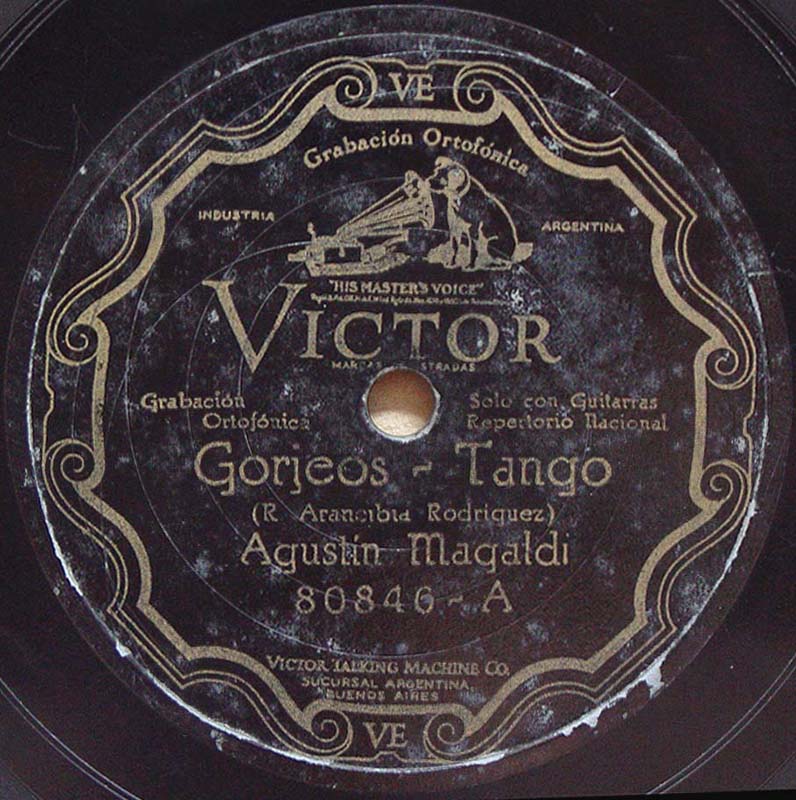 VE
Grabación Ortofónica
INDUSTRIA ARGENTINA
"HIS MASTER'S VOICE"
VICTOR
MARCAS STRADAS
Grabación Solo con Guitarras
Ortofónica Repertorio Nacional
Gorjeos - Tango
(R Arancibia Rodriguez)
Agustín Magaldi
80846 - A
VICTOR TALKING MACHINE CO.
SUCURSAL ARGENTINA,
BUENOS AIRES
VE